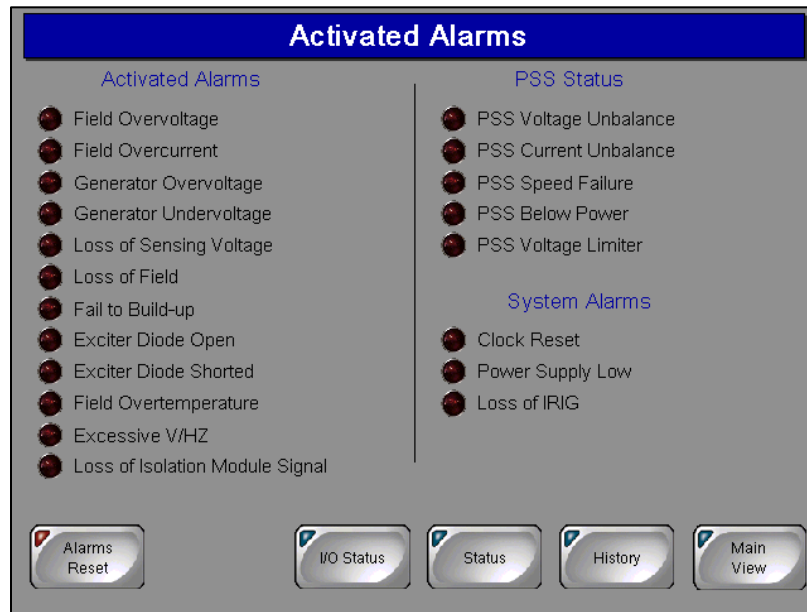 Activated Alarms
Activated Alarms
Field Overvoltage
Field Overcurrent
Generator Overvoltage
Generator Undervoltage
Loss of Sensing Voltage
Loss of Field
Fail to Build-up
Exciter Diode Open
Exciter Diode Shorted
Field Overtemperature
Excessive V/HZ
Loss of Isolation Module Signal
PSS Status
PSS Voltage Unbalance
PSS Current Unbalance
PSS Speed Failure
PSS Below Power
PSS Voltage Limiter
System Alarms
Clock Reset
Power Supply Low
Loss of IRIG
Alarms
Reset
I/O Status
Status
History
Main
View